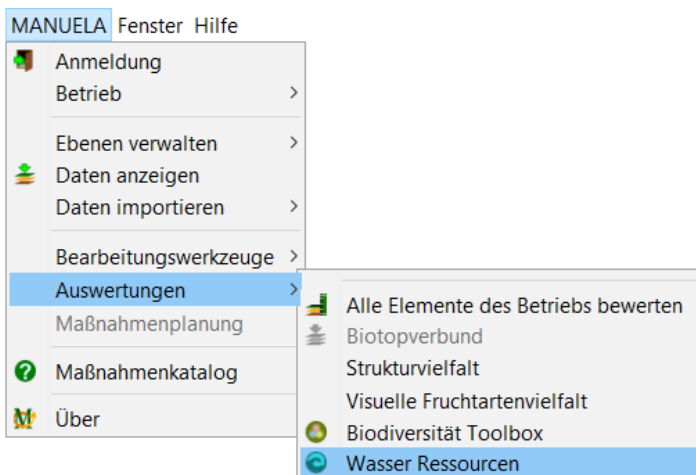 MANUELA Fenster Hilfe
Anmeldung
Betrieb
Ebenen verwalten
Daten anzeigen
Daten importieren
Bearbeitungswerkzeuge
Auswertungen
Maßnahmenplanung
Maßnahmenkatalog
Über
Alle Elemente des Betriebs bewerten
Biotopverbund
Strukturvielfalt
Visuelle Fruchtartenvielfalt
Biodiversität Toolbox
Wasser Ressourcen